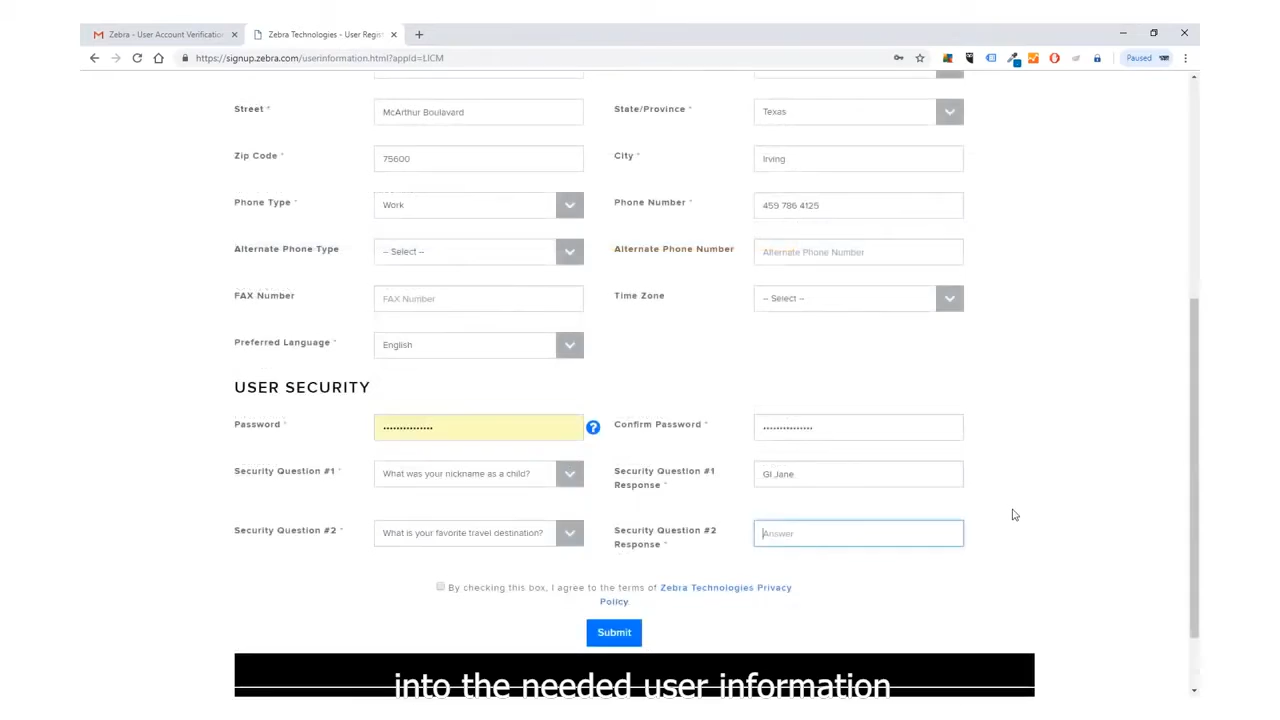 Zebra - User Account Verificatio
Zebra Technologies - User Regis
https://signup.zebra.com/userinformation.html?appId=LICM
Paused
Street * McArthur Boulavard State/Province * Texas
Zip Code * 75600 City * Irving
Phone Type * Work Phone Number * 459 786 4125
Alternate Phone Type -- Select -- Alternate Phone Number Alternate Phone Number
FAX Number FAX Number Time Zone -- Select --
Preferred Language * English
USER SECURITY
Password * ••••••••••••••• ? Confirm Password * •••••••••••••••
Security Question #1 * What was your nickname as a child? Security Question #1 Response * GI Jane
Security Question #2 * What is your favorite travel destination? Security Question #2 Response * Answer
By checking this box, I agree to the terms of Zebra Technologies Privacy
Policy
Submit
into the needed user information